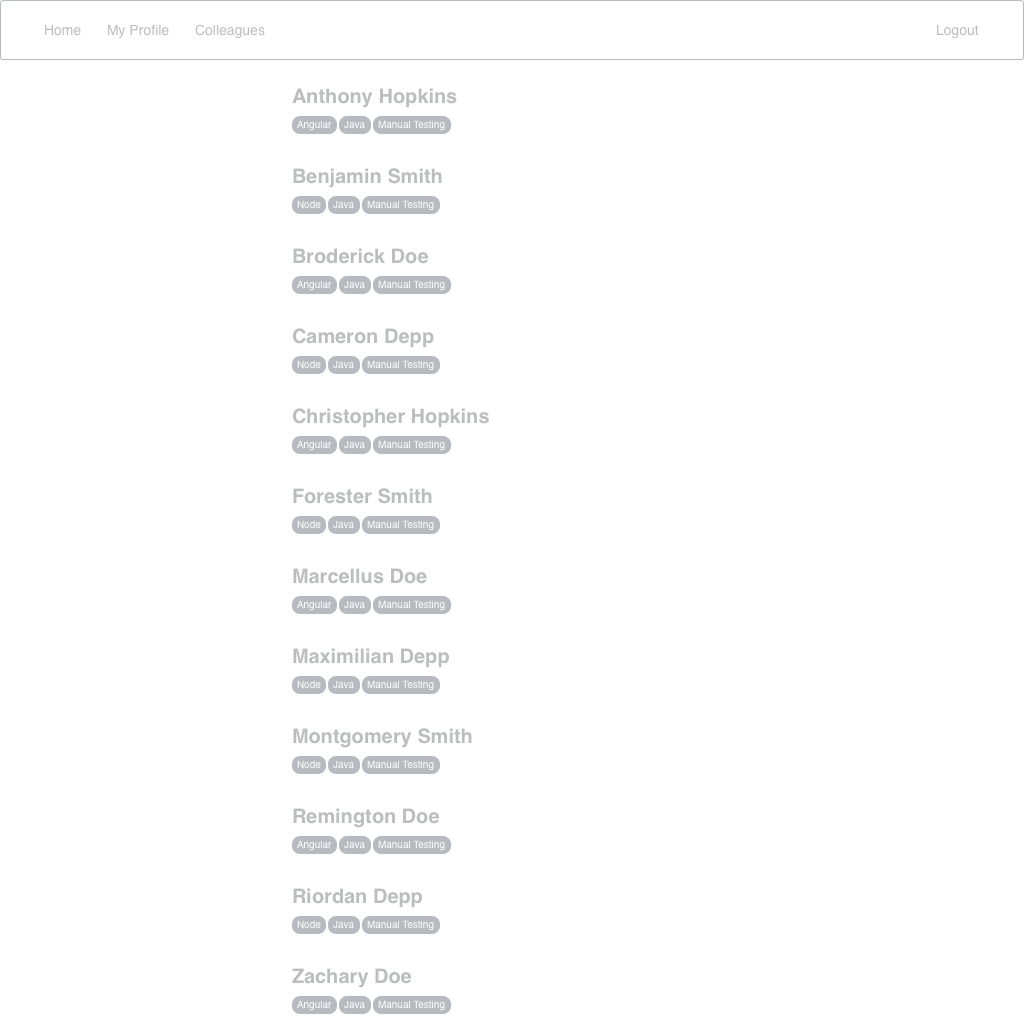 Home My Profile Colleagues Logout
Anthony Hopkins
Angular Java Manual Testing
Benjamin Smith
Node Java Manual Testing
Broderick Doe
Angular Java Manual Testing
Cameron Depp
Node Java Manual Testing
Christopher Hopkins
Angular Java Manual Testing
Forester Smith
Node Java Manual Testing
Marcellus Doe
Angular Java Manual Testing
Maximilian Depp
Node Java Manual Testing
Montgomery Smith
Node Java Manual Testing
Remington Doe
Angular Java Manual Testing
Riordan Depp
Node Java Manual Testing
Zachary Doe
Angular Java Manual Testing